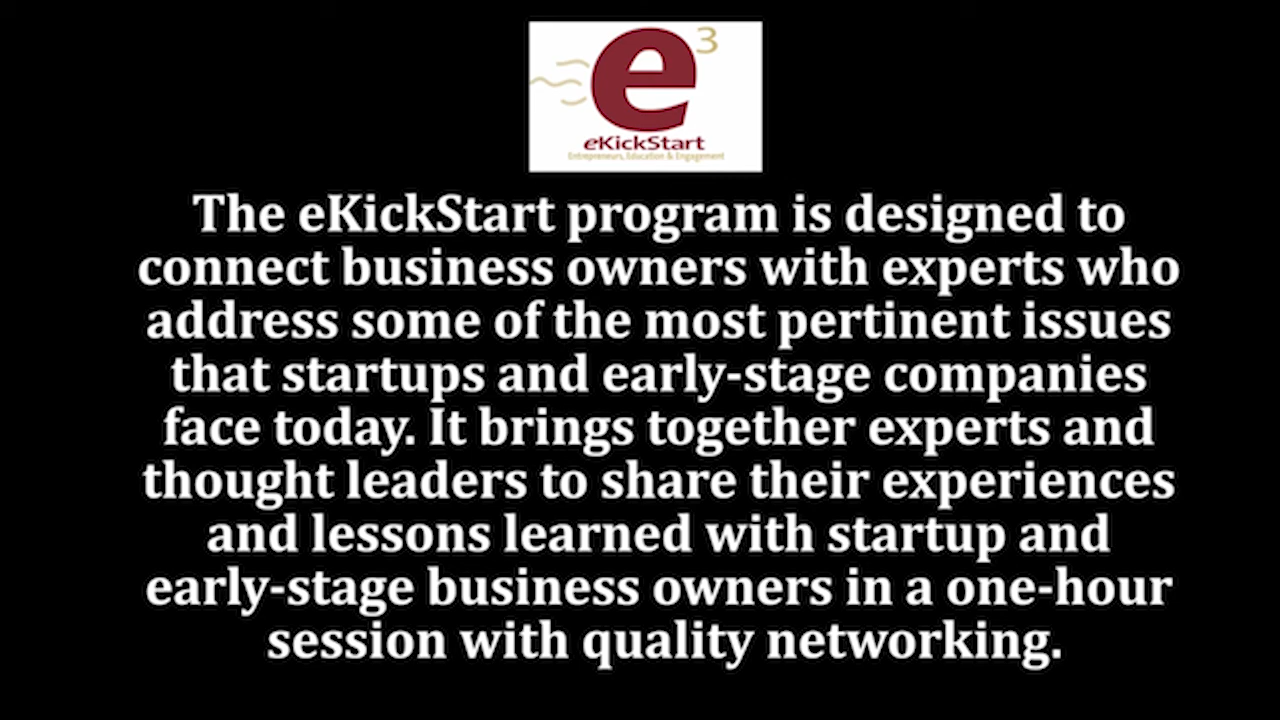 e3
eKickStart
Entrepreneurs, Education & Engagement
The eKickStart program is designed to
connect business owners with experts who
address some of the most pertinent issues
that startups and early-stage companies
face today. It brings together experts and
thought leaders to share their experiences
and lessons learned with startup and
early-stage business owners in a one-hour
session with quality networking.